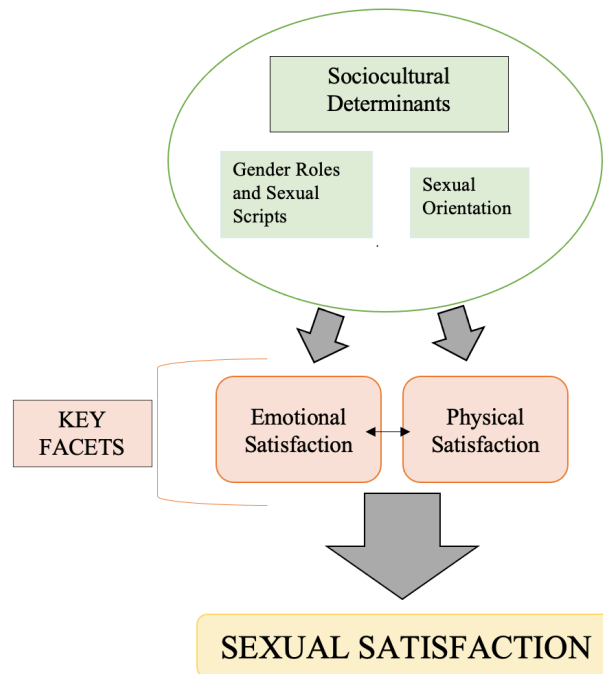 Sociocultural
Determinants
Gender Roles
and Sexual
Scripts
Sexual
Orientation
.
KEY
FACETS
Emotional
Satisfaction
Physical
Satisfaction
SEXUAL SATISFACTION